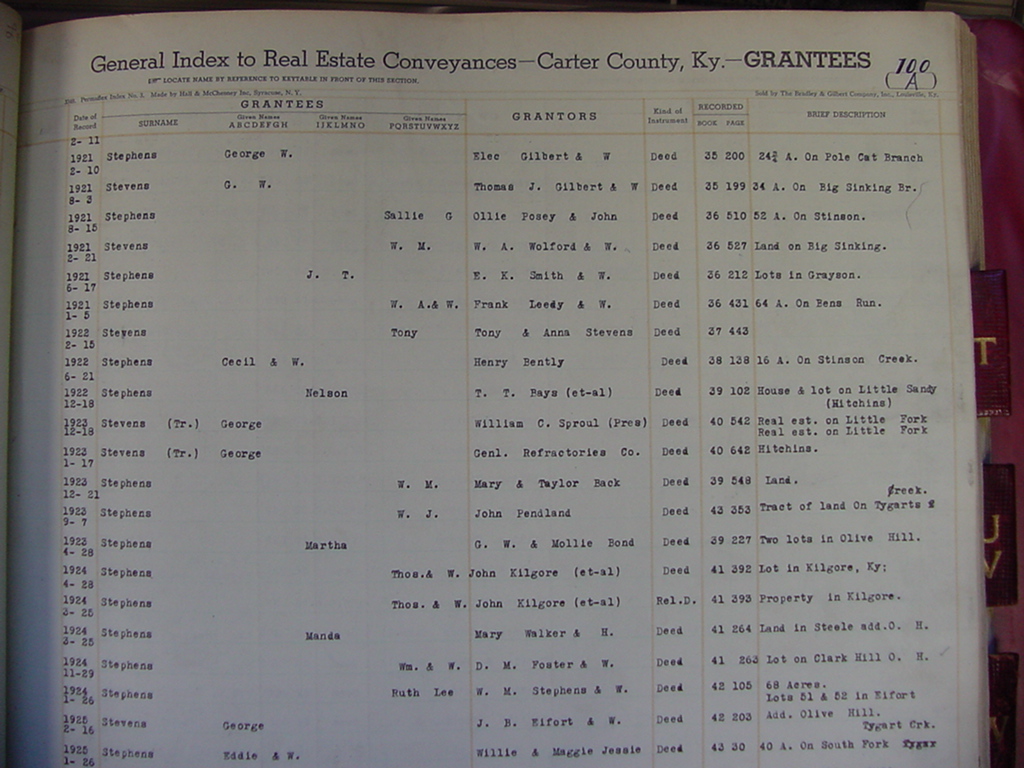 General Index to Real Estate Conveyances—Carter County, Ky.—GRANTEES
100
A
LOCATE NAME BY REFERENCE TO KEYTABLE IN FRONT OF THIS SECTION.
Made by Hall & McChesney Inc, Syracuse, N. Y.
Sold by The Bradley & Gilbert Company, Inc., Louisville, Ky.
GRANTEES
Date of Record SURNAME Given Names ABCDEFGH Given Names IJKLMNO Given Names PQRSTUVWXYZ GRANTORS Kind of Instrument RECORDED BOOK PAGE BRIEF DESCRIPTION
2- 11
1921 Stephens George W. Elec Gilbert & W Deed 35 200 24¾ A. On Pole Cat Branch
2- 10
1921 Stevens G. W. Thomas J. Gilbert & W Deed 35 199 34 A. On Big Sinking Br.
8- 3
1921 Stephens Sallie G Ollie Posey & John Deed 36 510 52 A. On Stinson.
8- 15
1921 Stevens W. M. W. A. Wolford & W. Deed 36 527 Land on Big Sinking.
2- 21
1921 Stephens J. T. E. K. Smith & W. Deed 36 212 Lots in Grayson.
6- 17
1921 Stephens W. A.& W. Frank Leedy & W. Deed 36 431 64 A. On Bens Run.
1- 5
1922 Stevens Tony Tony & Anna Stevens Deed 37 443
2- 15
1922 Stephens Cecil & W. Henry Bently Deed 38 138 16 A. On Stinson Creek.
6- 21
1922 Stephens Nelson T. T. Bays (et-al) Deed 39 102 House & lot on Little Sandy
12-18 (Hitchins)
1923 Stevens (Tr.) George William C. Sproul (Pres) Deed 40 542 Real est. on Little Fork
12-18 Real est. on Little Fork
1923 Stevens (Tr.) George Genl. Refractories Co. Deed 40 642 Hitchins.
1- 17
1923 Stephens W. M. Mary & Taylor Back Deed 39 548 Land.
12- 21 Creek.
1923 Stephens W. J. John Pendland Deed 43 353 Tract of land On Tygarts
9- 7
1923 Stephens Martha G. W. & Mollie Bond Deed 39 227 Two lots in Olive Hill.
4- 28
1924 Stephens Thos.& W. John Kilgore (et-al) Deed 41 392 Lot in Kilgore, Ky:
4- 28
1924 Stephens Thos. & W. John Kilgore (et-al) Rel.D. 41 393 Property in Kilgore.
3- 25
1924 Stephens Manda Mary Walker & H. Deed 41 264 Land in Steele add.O. H.
3- 25
1924 Stephens Wm. & W. D. M. Foster & W. Deed 41 263 Lot on Clark Hill O. H.
11-29
1924 Stephens Ruth Lee W. M. Stephens & W. Deed 42 105 68 Acres.
1- 26 Lots 51 & 52 in Eifort
1925 Stevens George J. B. Eifort & W. Deed 42 203 Add. Olive Hill.
2- 16 Tygart Crk.
1925 Stephens Eddie & W. Willie & Maggie Jessie Deed 43 30 40 A. On South Fork
1- 26
T
U
V
W